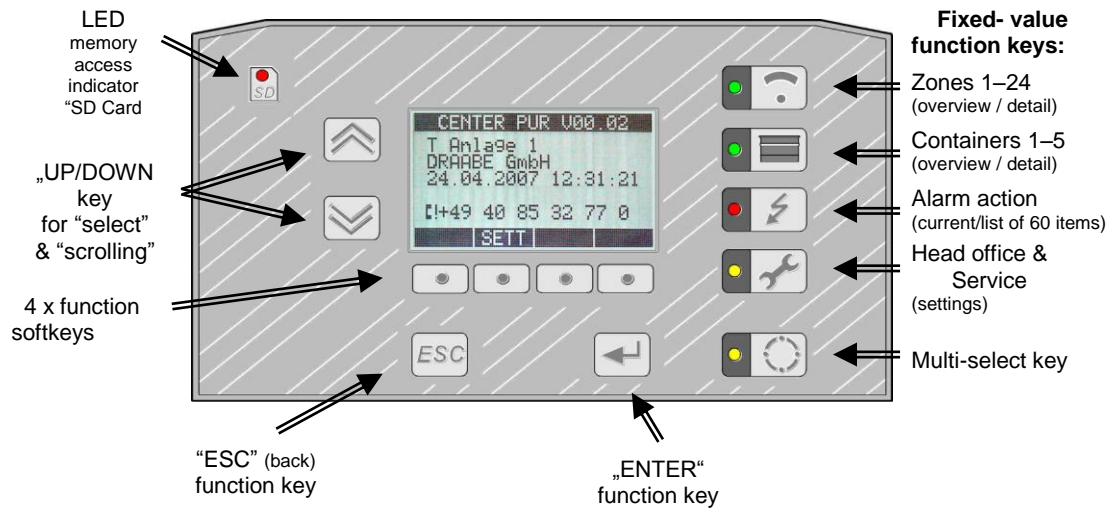 LED
memory
access
indicator
“SD Card
„UP/DOWN
key
for “select”
& “scrolling”
4 x function
softkeys
SD
CENTER PUR V00.02
T Anla9e 1
DRAABE GmbH
24.04.2007 12:31:21
!+49 40 85 32 77 0
SETT
ESC
“ESC” (back)
function key
„ENTER“
function key
Fixed- value
function keys:
Zones 1–24
(overview / detail)
Containers 1–5
(overview / detail)
Alarm action
(current/list of 60 items)
Head office &
Service
(settings)
Multi-select key